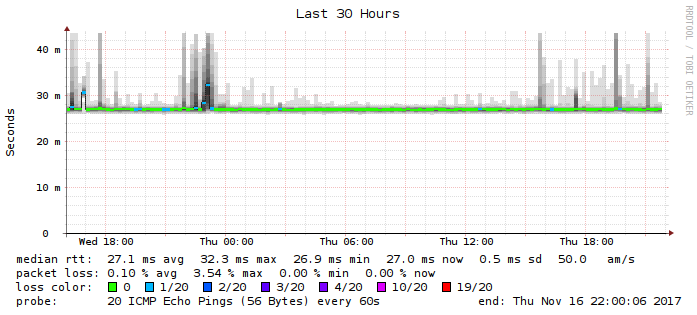 Last 30 Hours
RRDTOOL / TOBI OETIKER
Seconds
40 m
30 m
20 m
10 m
0
Wed 18:00 Thu 00:00 Thu 06:00 Thu 12:00 Thu 18:00
median rtt: 27.1 ms avg 32.3 ms max 26.9 ms min 27.0 ms now 0.5 ms sd 50.0 am/s
packet loss: 0.10 % avg 3.54 % max 0.00 % min 0.00 % now
loss color: 0 1/20 2/20 3/20 4/20 10/20 19/20
probe: 20 ICMP Echo Pings (56 Bytes) every 60s end: Thu Nov 16 22:00:06 2017